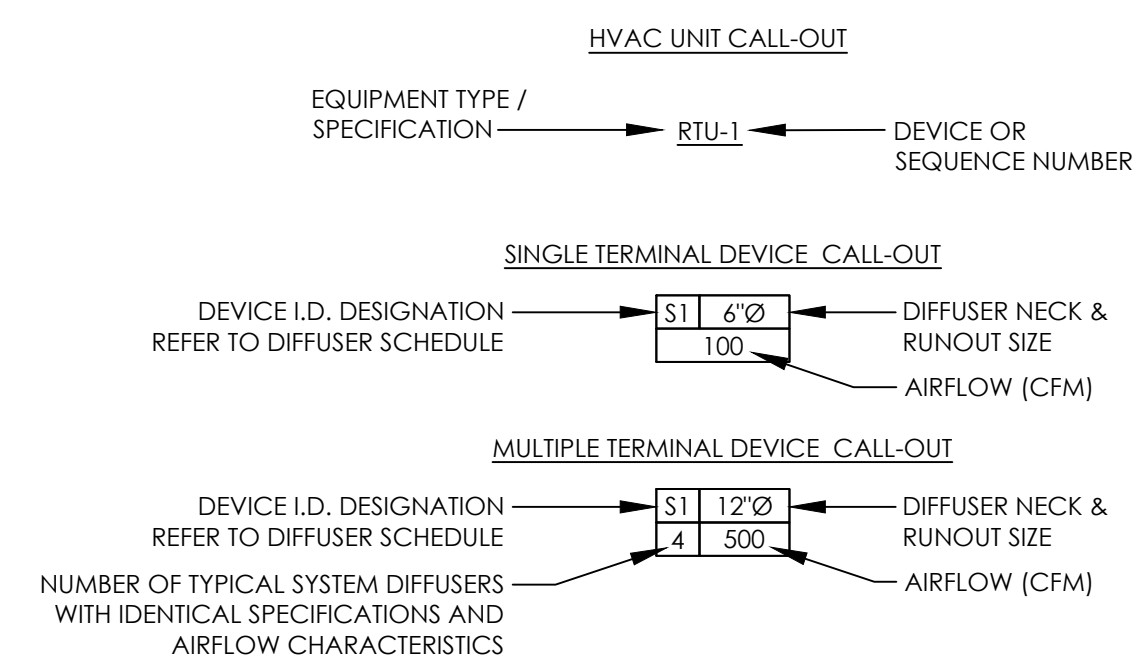 HVAC UNIT CALL-OUT
EQUIPMENT TYPE /
SPECIFICATION
RTU-1
DEVICE OR
SEQUENCE NUMBER
SINGLE TERMINAL DEVICE CALL-OUT
DEVICE I.D. DESIGNATION
REFER TO DIFFUSER SCHEDULE
S1 6"Ø
100
DIFFUSER NECK &
RUNOUT SIZE
AIRFLOW (CFM)
MULTIPLE TERMINAL DEVICE CALL-OUT
DEVICE I.D. DESIGNATION
REFER TO DIFFUSER SCHEDULE
S1 12"Ø
4 500
DIFFUSER NECK &
RUNOUT SIZE
AIRFLOW (CFM)
NUMBER OF TYPICAL SYSTEM DIFFUSERS
WITH IDENTICAL SPECIFICATIONS AND
AIRFLOW CHARACTERISTICS